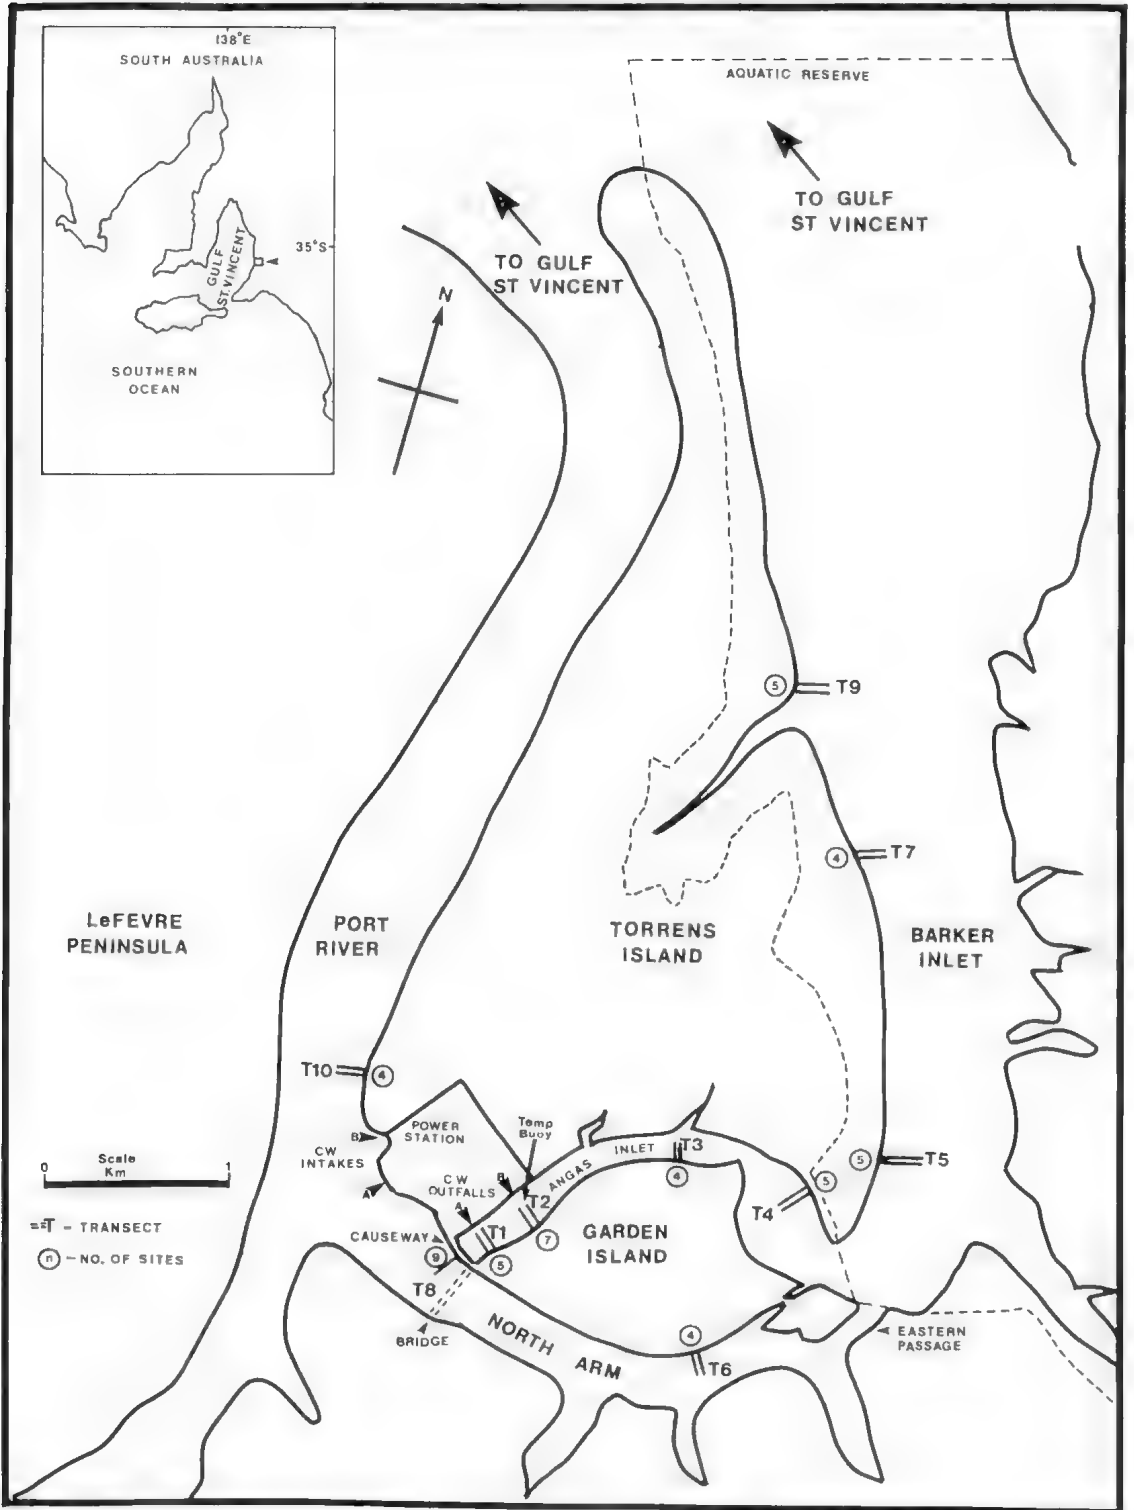 138°E
SOUTH AUSTRALIA
35°S
GULF
ST. VINCENT
SOUTHERN
OCEAN
AQUATIC RESERVE
TO GULF
ST VINCENT
TO GULF
ST VINCENT
N
5
T9
4
T7
LeFEVRE
PENINSULA
PORT
RIVER
TORRENS
ISLAND
BARKER
INLET
T10
4
POWER
STATION
Temp
Buoy
B
CW
INTAKES
A
CW
OUTFALLS
B
A
ANGAS
INLET
T3
4
T2
7
T1
5
5
T5
5
T4
GARDEN
ISLAND
CAUSEWAY
9
T8
BRIDGE
NORTH
ARM
4
T6
EASTERN
PASSAGE
Scale
Km
0
1
T - TRANSECT
n - NO. OF SITES